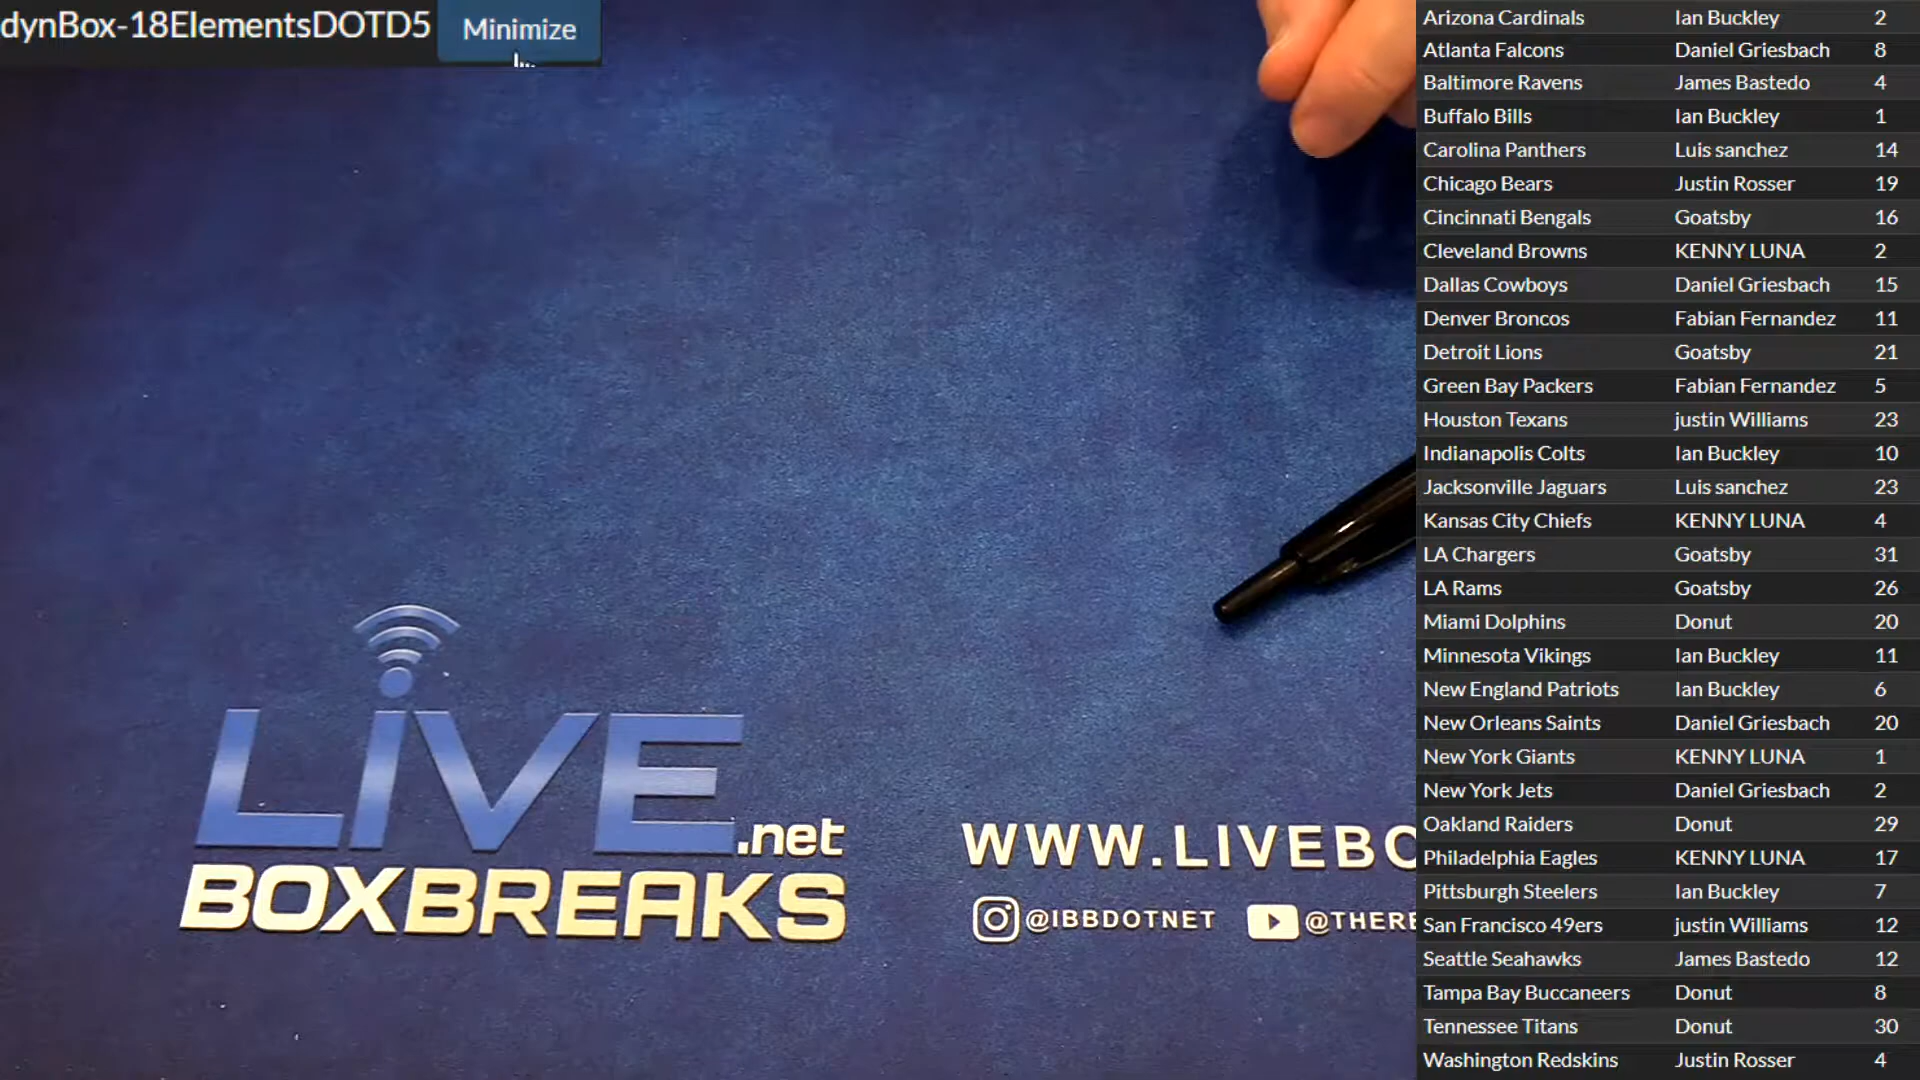 dynBox-18ElementsDOTD5 Minimize
LIVE.net
BOXBREAKS
WWW.LIVEBO
@IBBDOTNET @THERE
Arizona Cardinals Ian Buckley 2
Atlanta Falcons Daniel Griesbach 8
Baltimore Ravens James Bastedo 4
Buffalo Bills Ian Buckley 1
Carolina Panthers Luis sanchez 14
Chicago Bears Justin Rosser 19
Cincinnati Bengals Goatsby 16
Cleveland Browns KENNY LUNA 2
Dallas Cowboys Daniel Griesbach 15
Denver Broncos Fabian Fernandez 11
Detroit Lions Goatsby 21
Green Bay Packers Fabian Fernandez 5
Houston Texans justin Williams 23
Indianapolis Colts Ian Buckley 10
Jacksonville Jaguars Luis sanchez 23
Kansas City Chiefs KENNY LUNA 4
LA Chargers Goatsby 31
LA Rams Goatsby 26
Miami Dolphins Donut 20
Minnesota Vikings Ian Buckley 11
New England Patriots Ian Buckley 6
New Orleans Saints Daniel Griesbach 20
New York Giants KENNY LUNA 1
New York Jets Daniel Griesbach 2
Oakland Raiders Donut 29
Philadelphia Eagles KENNY LUNA 17
Pittsburgh Steelers Ian Buckley 7
San Francisco 49ers justin Williams 12
Seattle Seahawks James Bastedo 12
Tampa Bay Buccaneers Donut 8
Tennessee Titans Donut 30
Washington Redskins Justin Rosser 4